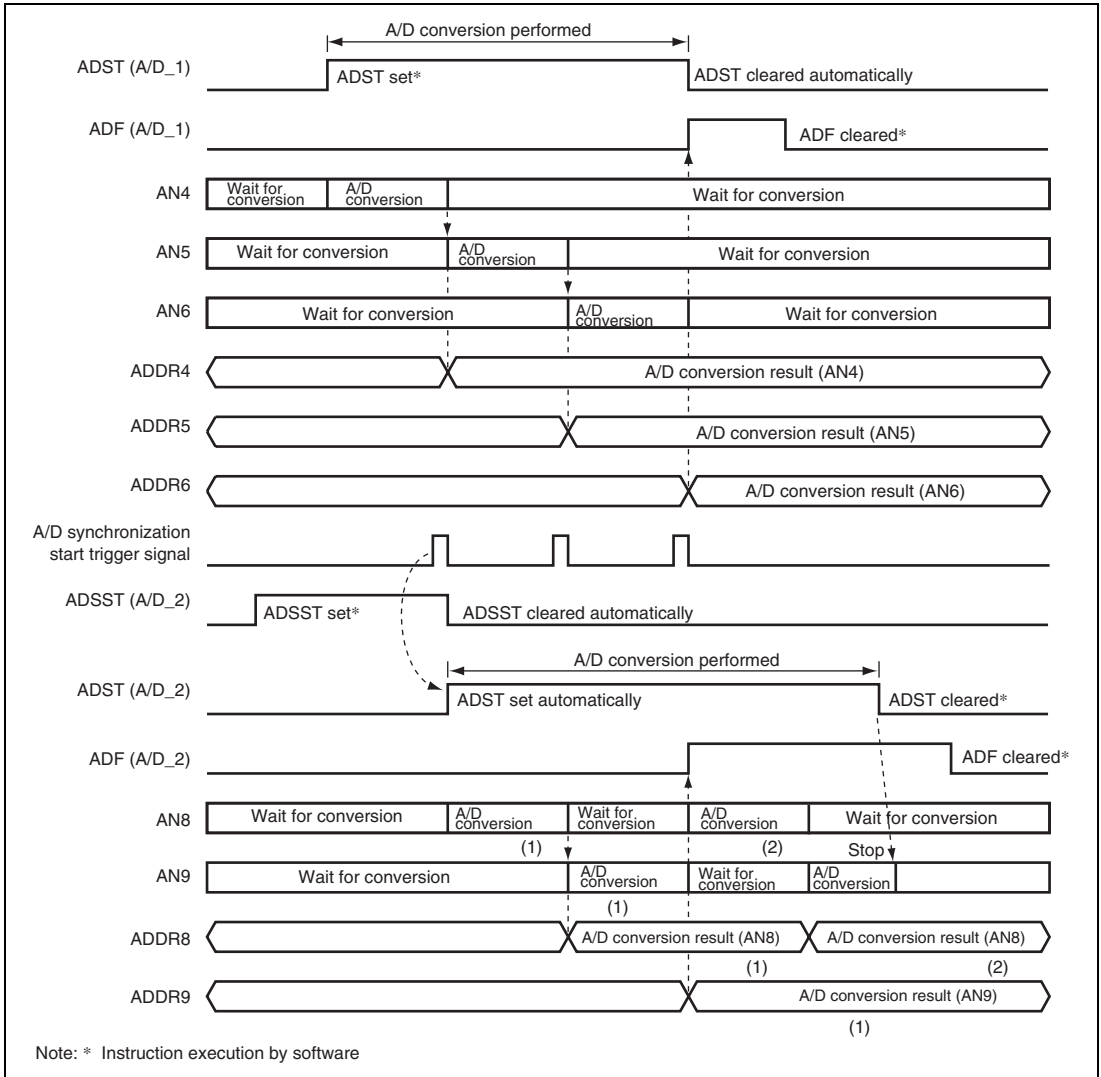 A/D conversion performed
ADST (A/D_1) ADST set* ADST cleared automatically
ADF (A/D_1) ADF cleared*
AN4 Wait for conversion A/D conversion Wait for conversion
AN5 Wait for conversion A/D conversion Wait for conversion
AN6 Wait for conversion A/D conversion Wait for conversion
ADDR4 A/D conversion result (AN4)
ADDR5 A/D conversion result (AN5)
ADDR6 A/D conversion result (AN6)
A/D synchronization
start trigger signal
ADSST (A/D_2) ADSST set* ADSST cleared automatically
A/D conversion performed
ADST (A/D_2) ADST set automatically ADST cleared*
ADF (A/D_2) ADF cleared*
AN8 Wait for conversion A/D conversion Wait for conversion A/D conversion Wait for conversion
(1) (2) Stop
AN9 Wait for conversion A/D conversion Wait for conversion A/D conversion
(1)
ADDR8 A/D conversion result (AN8) A/D conversion result (AN8)
(1) (2)
ADDR9 A/D conversion result (AN9)
(1)
Note: * Instruction execution by software